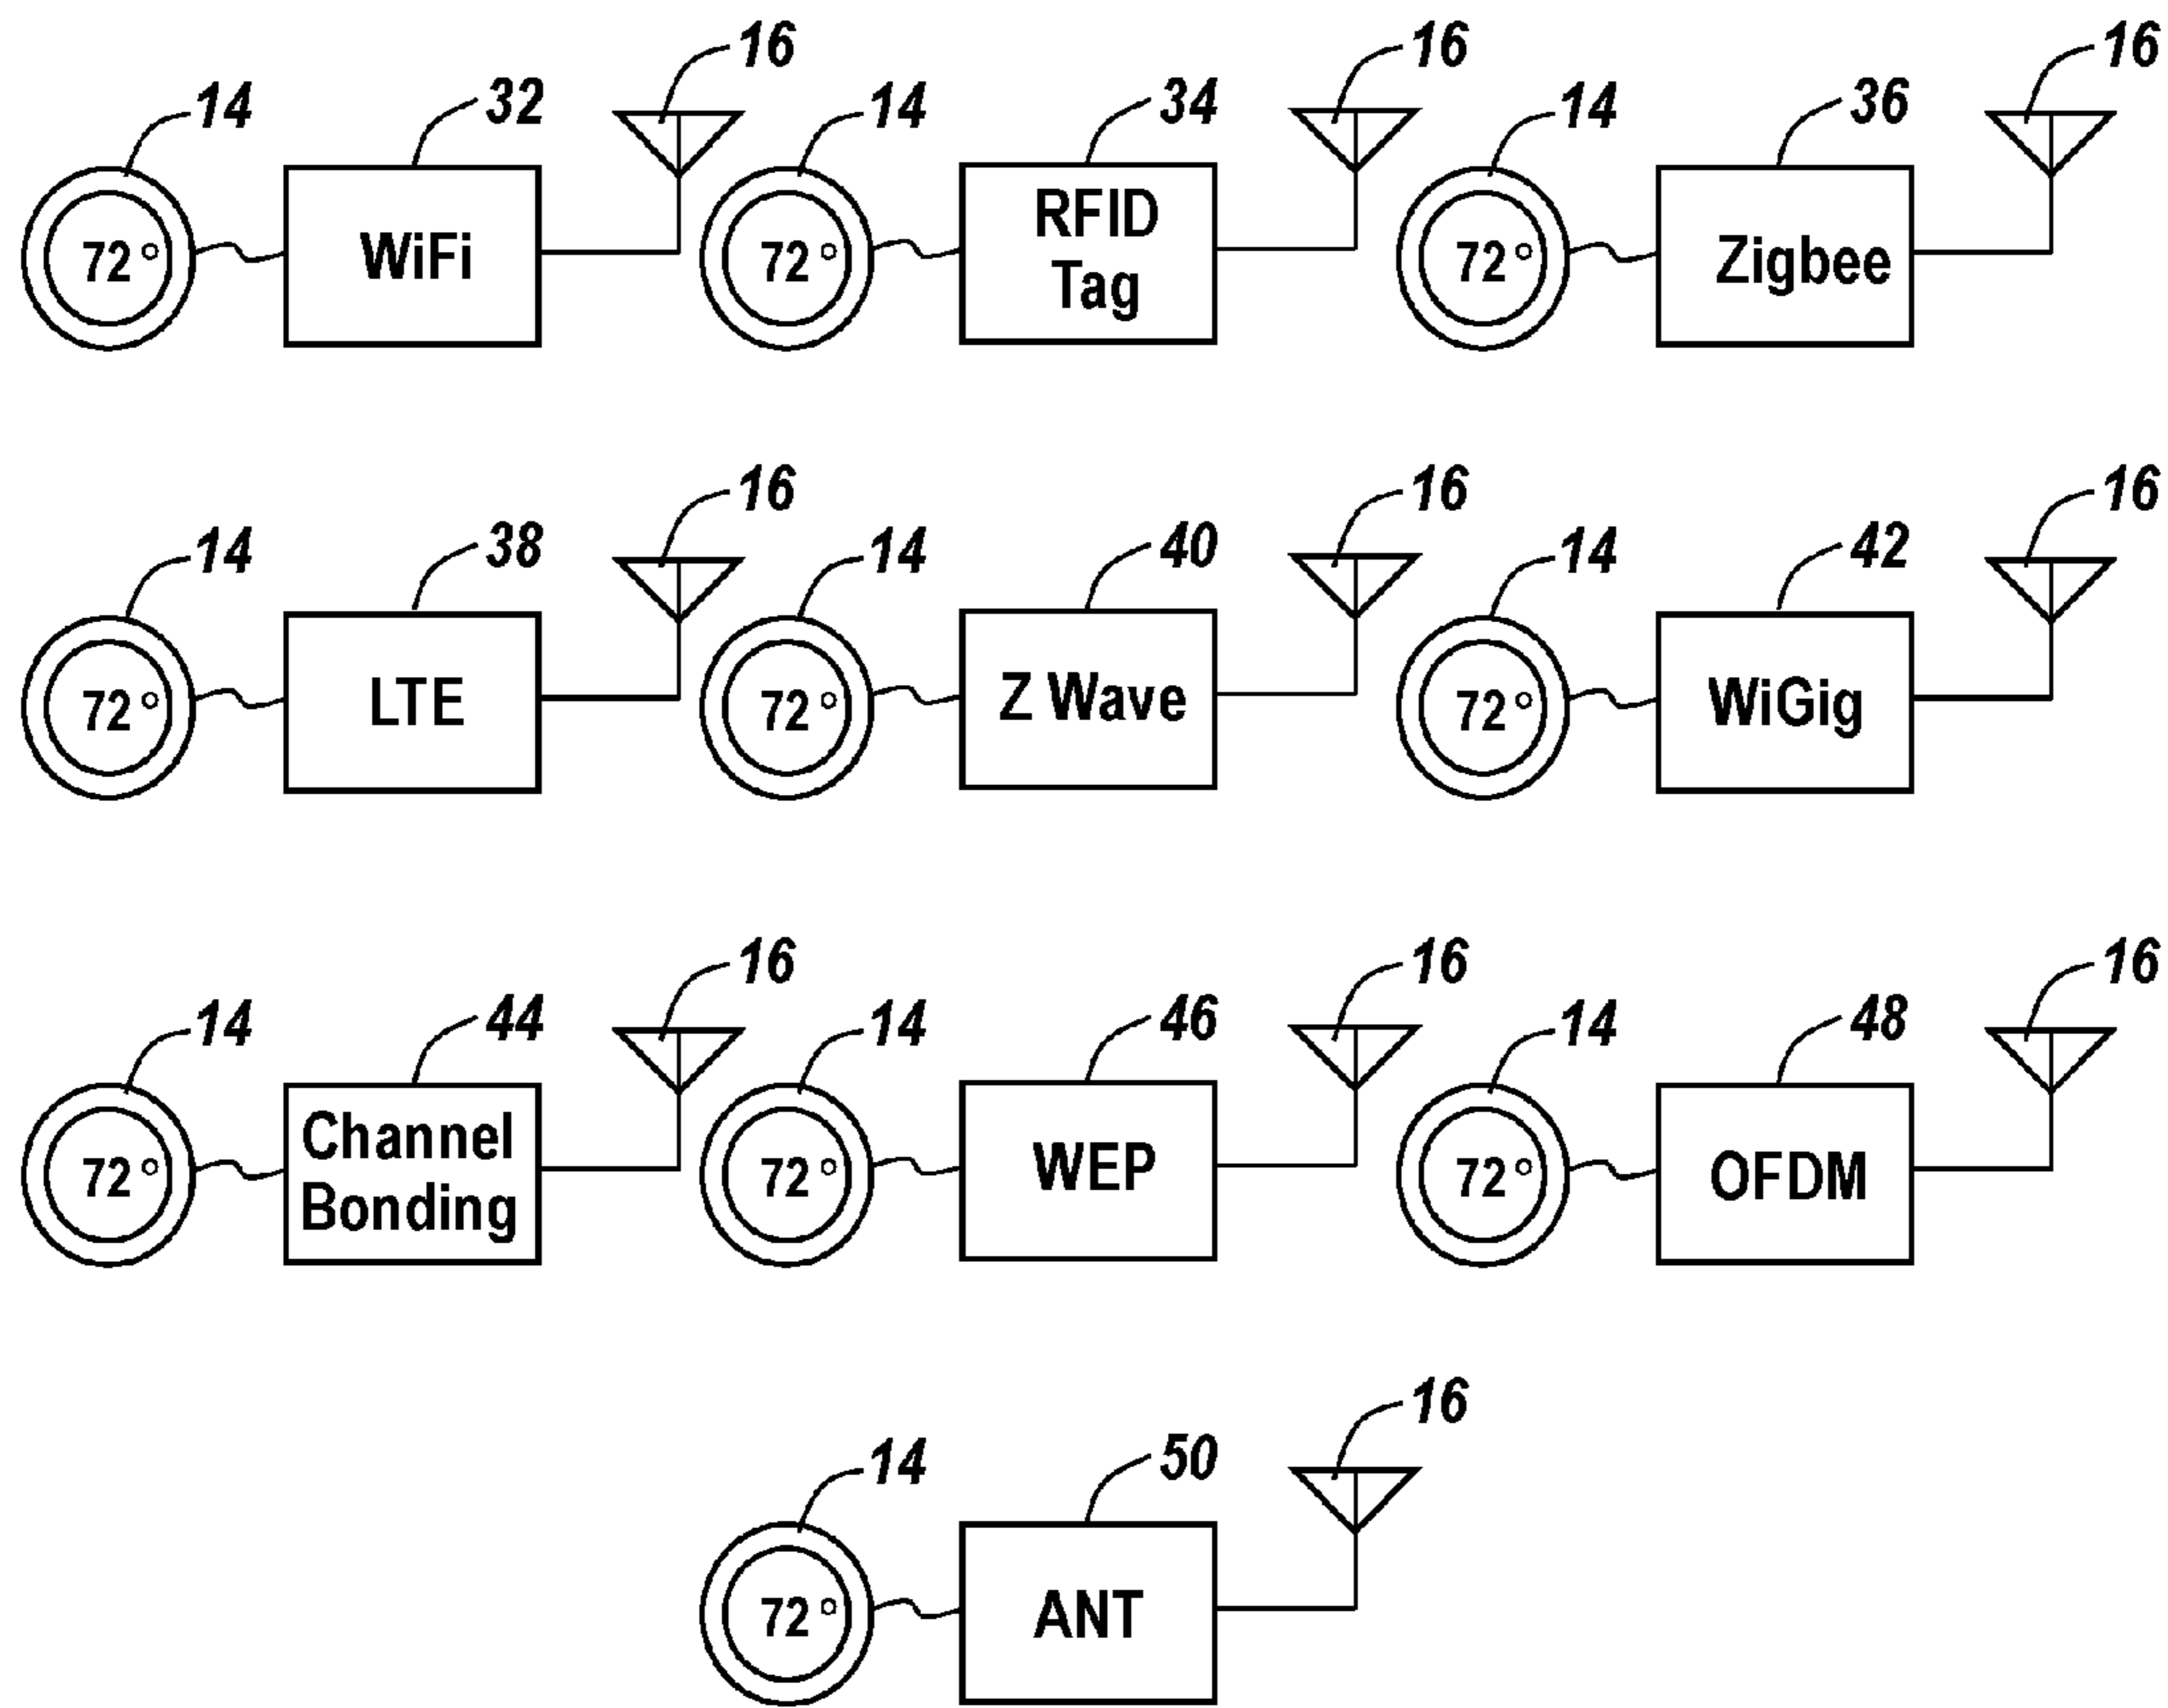 16 16 16
14 32 14 34 14 36
72° WiFi 72° RFID Tag 72° Zigbee
16 16 16
14 38 14 40 14 42
72° LTE 72° Z Wave 72° WiGig
16 16 16
14 44 14 46 14 48
72° Channel Bonding 72° WEP 72° OFDM
16
14 50
72° ANT